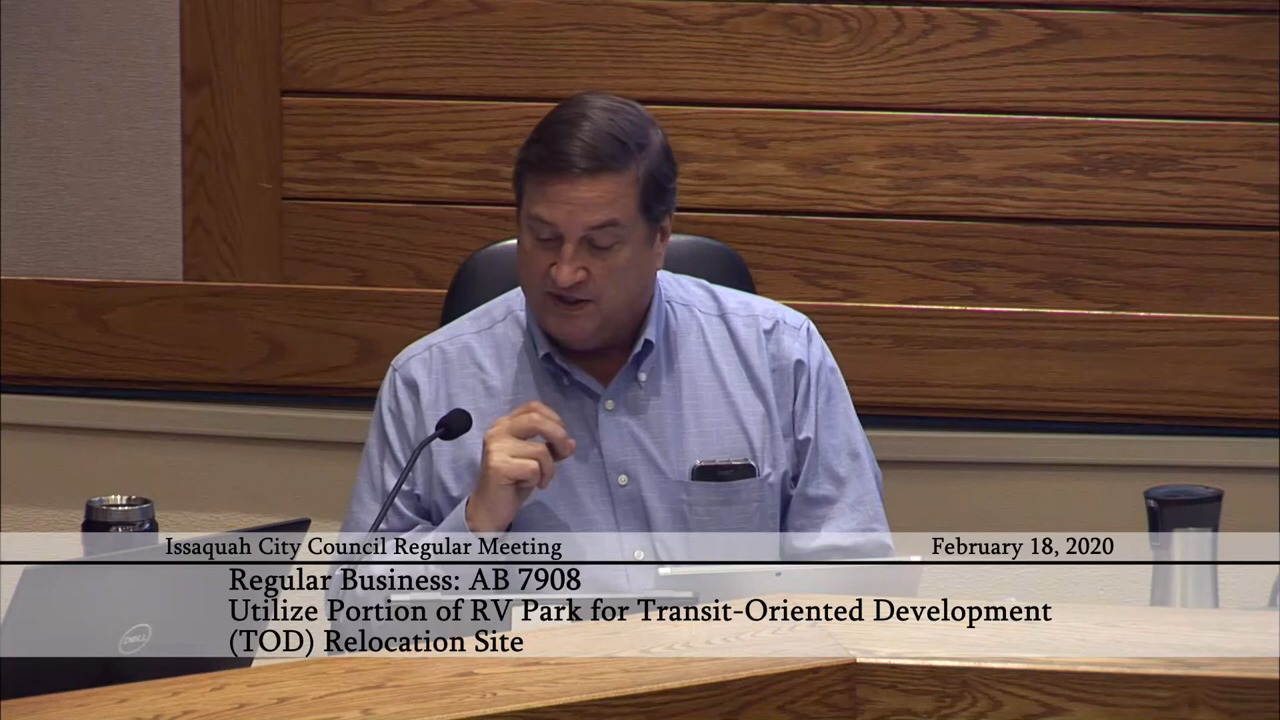 Issaquah City Council Regular Meeting
February 18, 2020
Regular Business: AB 7908
Utilize Portion of RV Park for Transit-Oriented Development
(TOD) Relocation Site
DELL